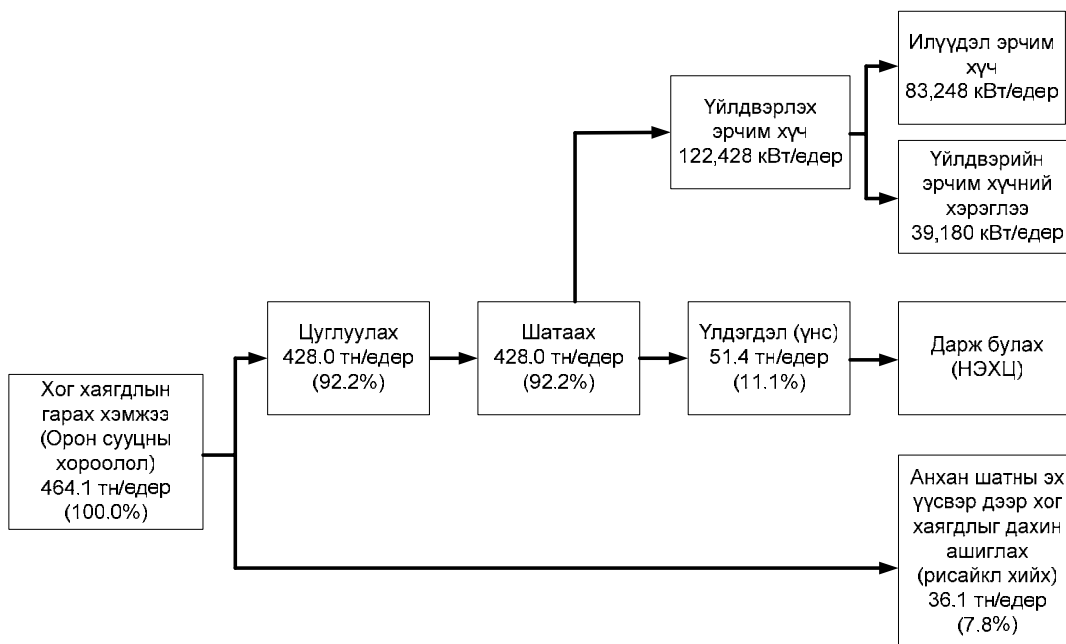 Илүүдэл эрчим
хүч
83,248 кВт/өдөр
Үйлдвэрлэх
эрчим хүч
122,428 кВт/өдөр
Үйлдвэрийн
эрчим хүчний
хэрэглээ
39,180 кВт/өдөр
Цуглуулах
428.0 тн/өдөр
(92.2%)
Шатаах
428.0 тн/өдөр
(92.2%)
Үлдэгдэл (үнс)
51.4 тн/өдөр
(11.1%)
Дарж булах
(НЭХЦ)
Хог хаягдлын
гарах хэмжээ
(Орон сууцны
хороолол)
464.1 тн/өдөр
(100.0%)
Анхан шатны эх
үүсвэр дээр хог
хаягдлыг дахин
ашиглах
(рисайкл хийх)
36.1 тн/өдөр
(7.8%)